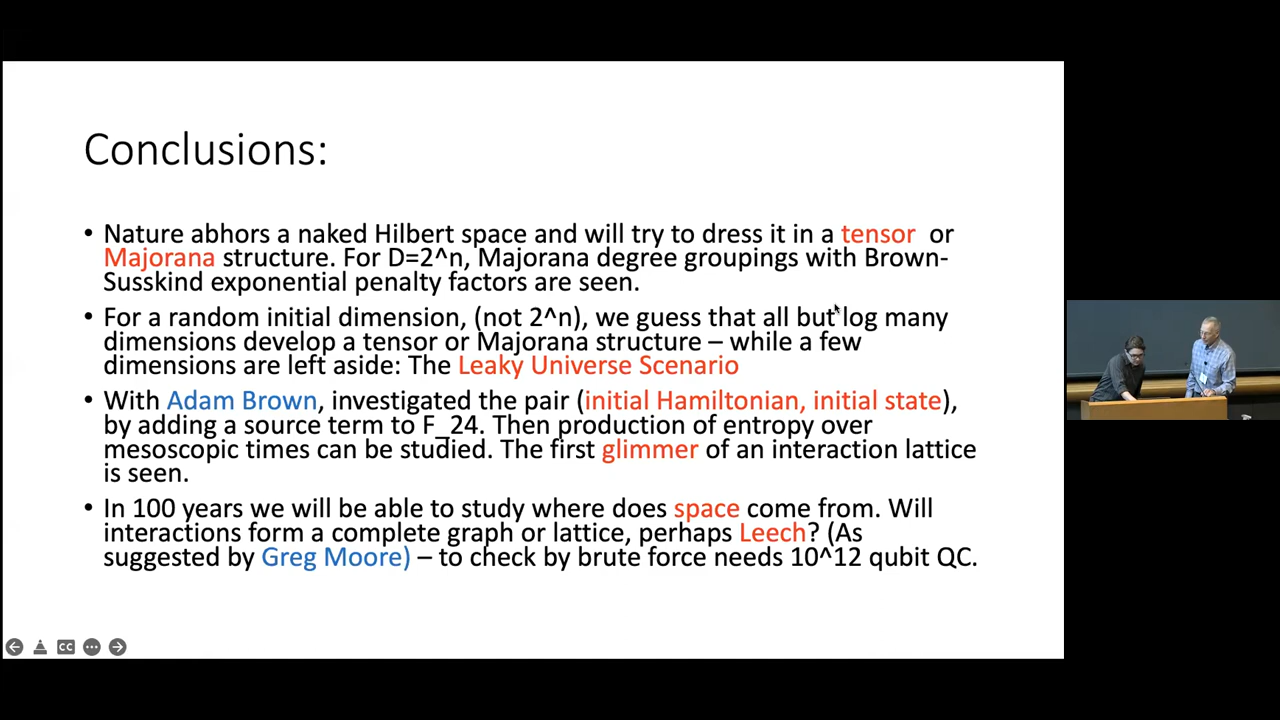 Conclusions:
• Nature abhors a naked Hilbert space and will try to dress it in a tensor or
Majorana structure. For D=2^n, Majorana degree groupings with Brown-
Susskind exponential penalty factors are seen.
• For a random initial dimension, (not 2^n), we guess that all but log many
dimensions develop a tensor or Majorana structure – while a few
dimensions are left aside: The Leaky Universe Scenario
• With Adam Brown, investigated the pair (initial Hamiltonian, initial state),
by adding a source term to F_24. Then production of entropy over
mesoscopic times can be studied. The first glimmer of an interaction lattice
is seen.
• In 100 years we will be able to study where does space come from. Will
interactions form a complete graph or lattice, perhaps Leech? (As
suggested by Greg Moore) – to check by brute force needs 10^12 qubit QC.
CC